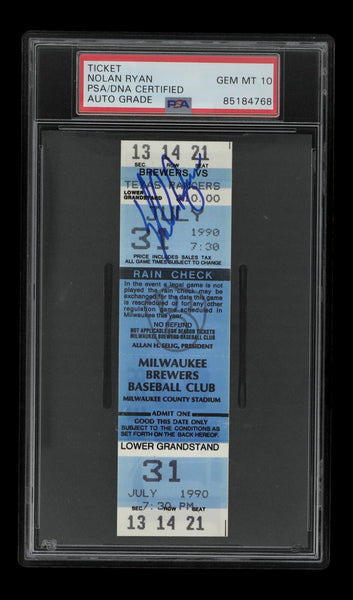 TICKET
NOLAN RYAN GEM MT 10
PSA/DNA CERTIFIED
AUTO GRADE PSA 85184768
13 14 21
SEC ROW SEAT
BREWERS VS
TEXAS RANGERS
LOWER GRANDSTAND 10.00
JULY
31 1990
7:30
PRICE INCLUDES SALES TAX
ALL GAME TIMES SUBJECT TO CHANGE
RAIN CHECK
In the event a legal game is not
played the rain check may be
exchanged for the date this game
is rescheduled or for any other
regulation game scheduled in
Milwaukee this year.
NO REFUND
NOT APPLICABLE FOR SEASON TICKETS
MILWAUKEE BREWERS BASEBALL CLUB
ALLAN H. SELIG, PRESIDENT
MILWAUKEE
BREWERS
BASEBALL CLUB
MILWAUKEE COUNTY STADIUM
ADMIT ONE
GOOD THIS DATE ONLY
SUBJECT TO THE CONDITIONS AS
SET FORTH ON THE BACK HEREOF.
LOWER GRANDSTAND
31
JULY 1990
7:30 PM
SEC ROW SEAT
13 14 21